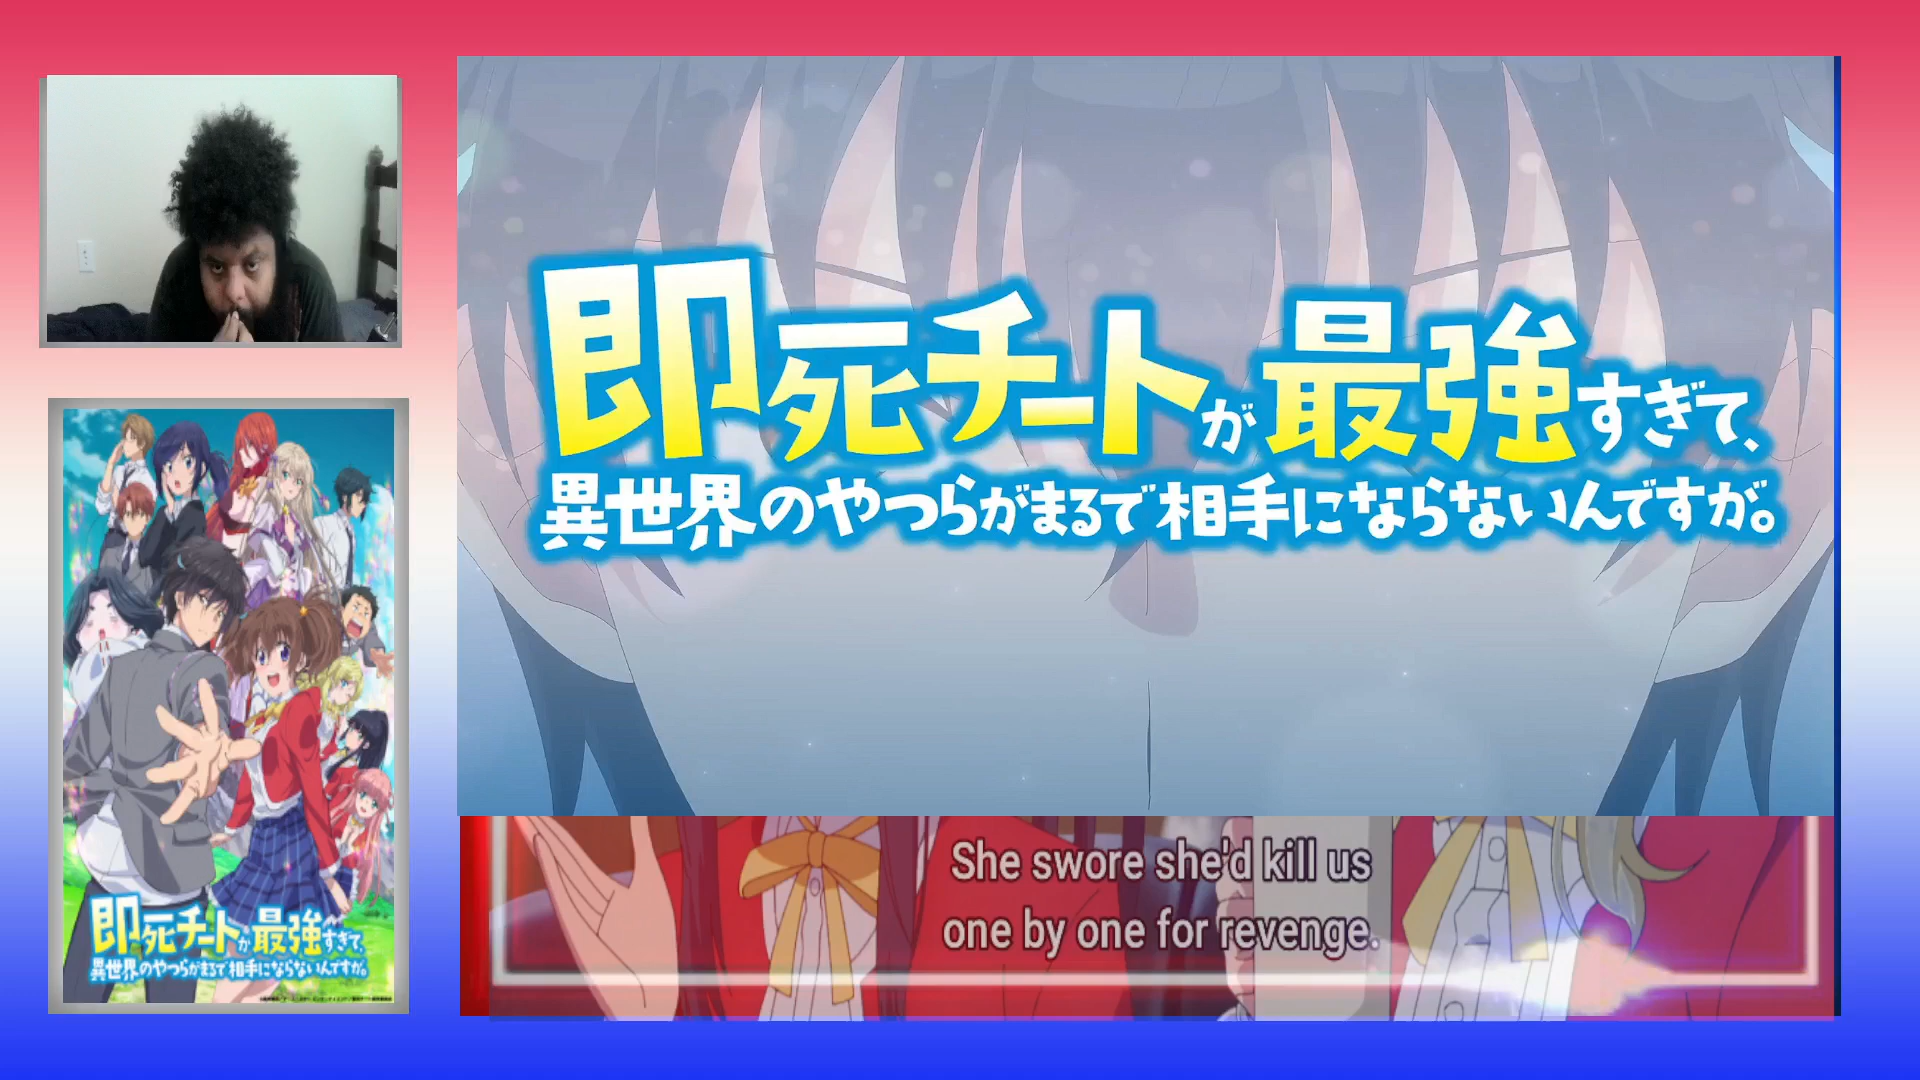 即死チートが最強すぎて、
異世界のやつらがまるで相手にならないんですが。
She swore she'd kill us
one by one for revenge.
即死チートが最強すぎて、
異世界のやつらがまるで相手にならないんですが。